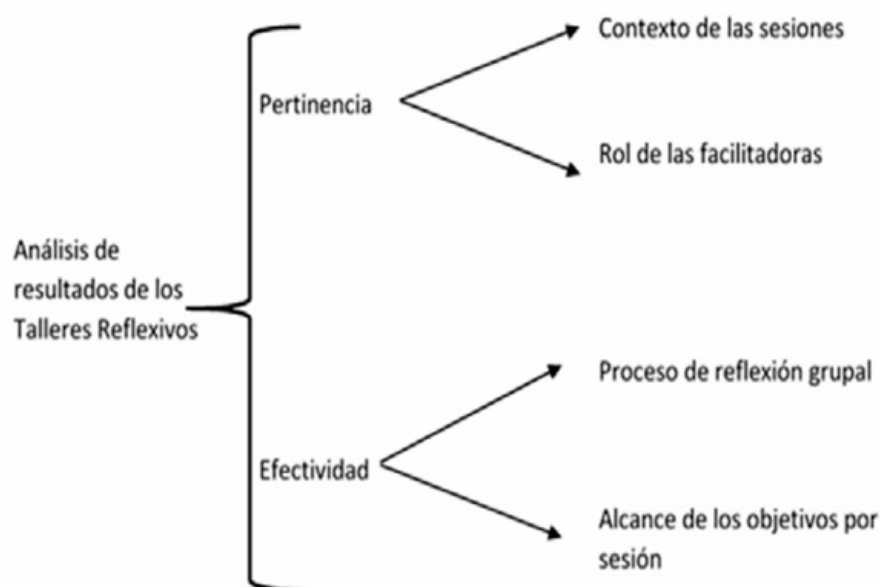 Análisis de
resultados de los
Talleres Reflexivos
Pertinencia
Contexto de las sesiones
Rol de las facilitadoras
Efectividad
Proceso de reflexión grupal
Alcance de los objetivos por
sesión